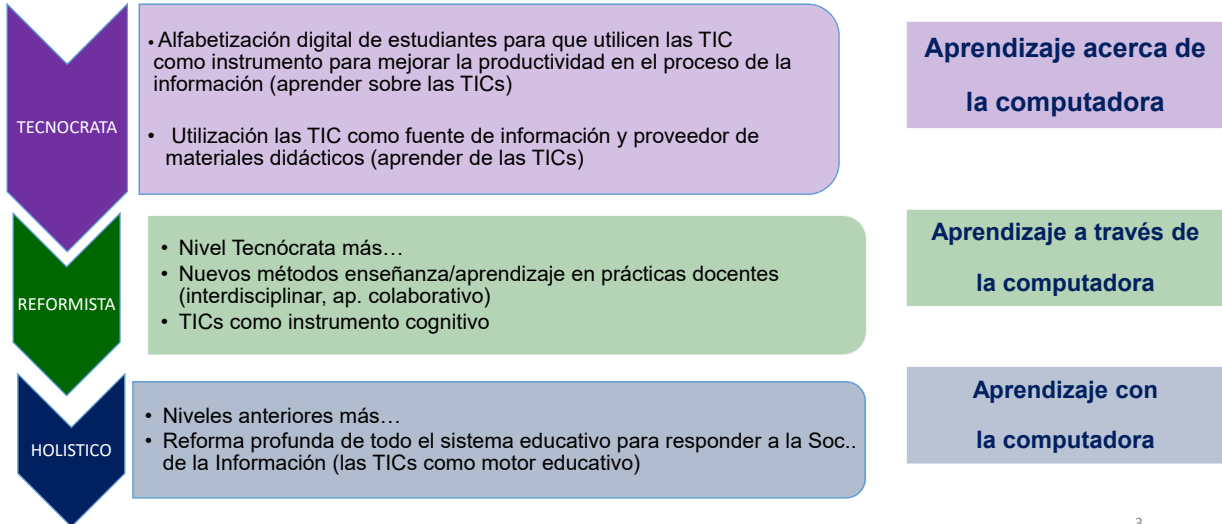 TECNOCRATA
• Alfabetización digital de estudiantes para que utilicen las TIC
como instrumento para mejorar la productividad en el proceso de la
información (aprender sobre las TICs)
• Utilización las TIC como fuente de información y proveedor de
materiales didácticos (aprender de las TICs)
Aprendizaje acerca de
la computadora
REFORMISTA
• Nivel Tecnócrata más…
• Nuevos métodos enseñanza/aprendizaje en prácticas docentes
(interdisciplinar, ap. colaborativo)
• TICs como instrumento cognitivo
Aprendizaje a través de
la computadora
HOLISTICO
• Niveles anteriores más…
• Reforma profunda de todo el sistema educativo para responder a la Soc..
de la Información (las TICs como motor educativo)
Aprendizaje con
la computadora
3